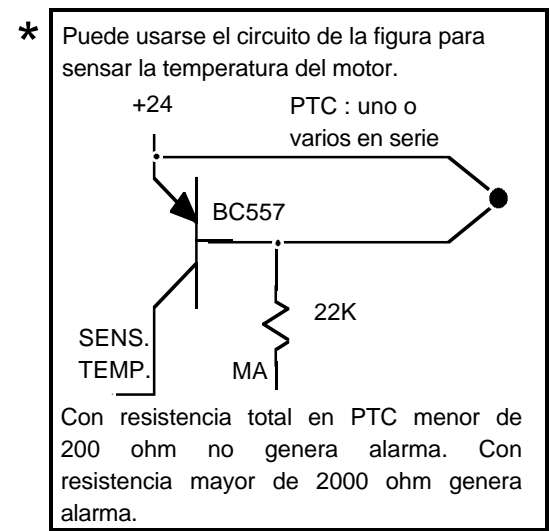 *
Puede usarse el circuito de la figura para
sensar la temperatura del motor.
+24
PTC : uno o
varios en serie
BC557
22K
SENS.
TEMP.
MA
Con resistencia total en PTC menor de
200 ohm no genera alarma. Con
resistencia mayor de 2000 ohm genera
alarma.